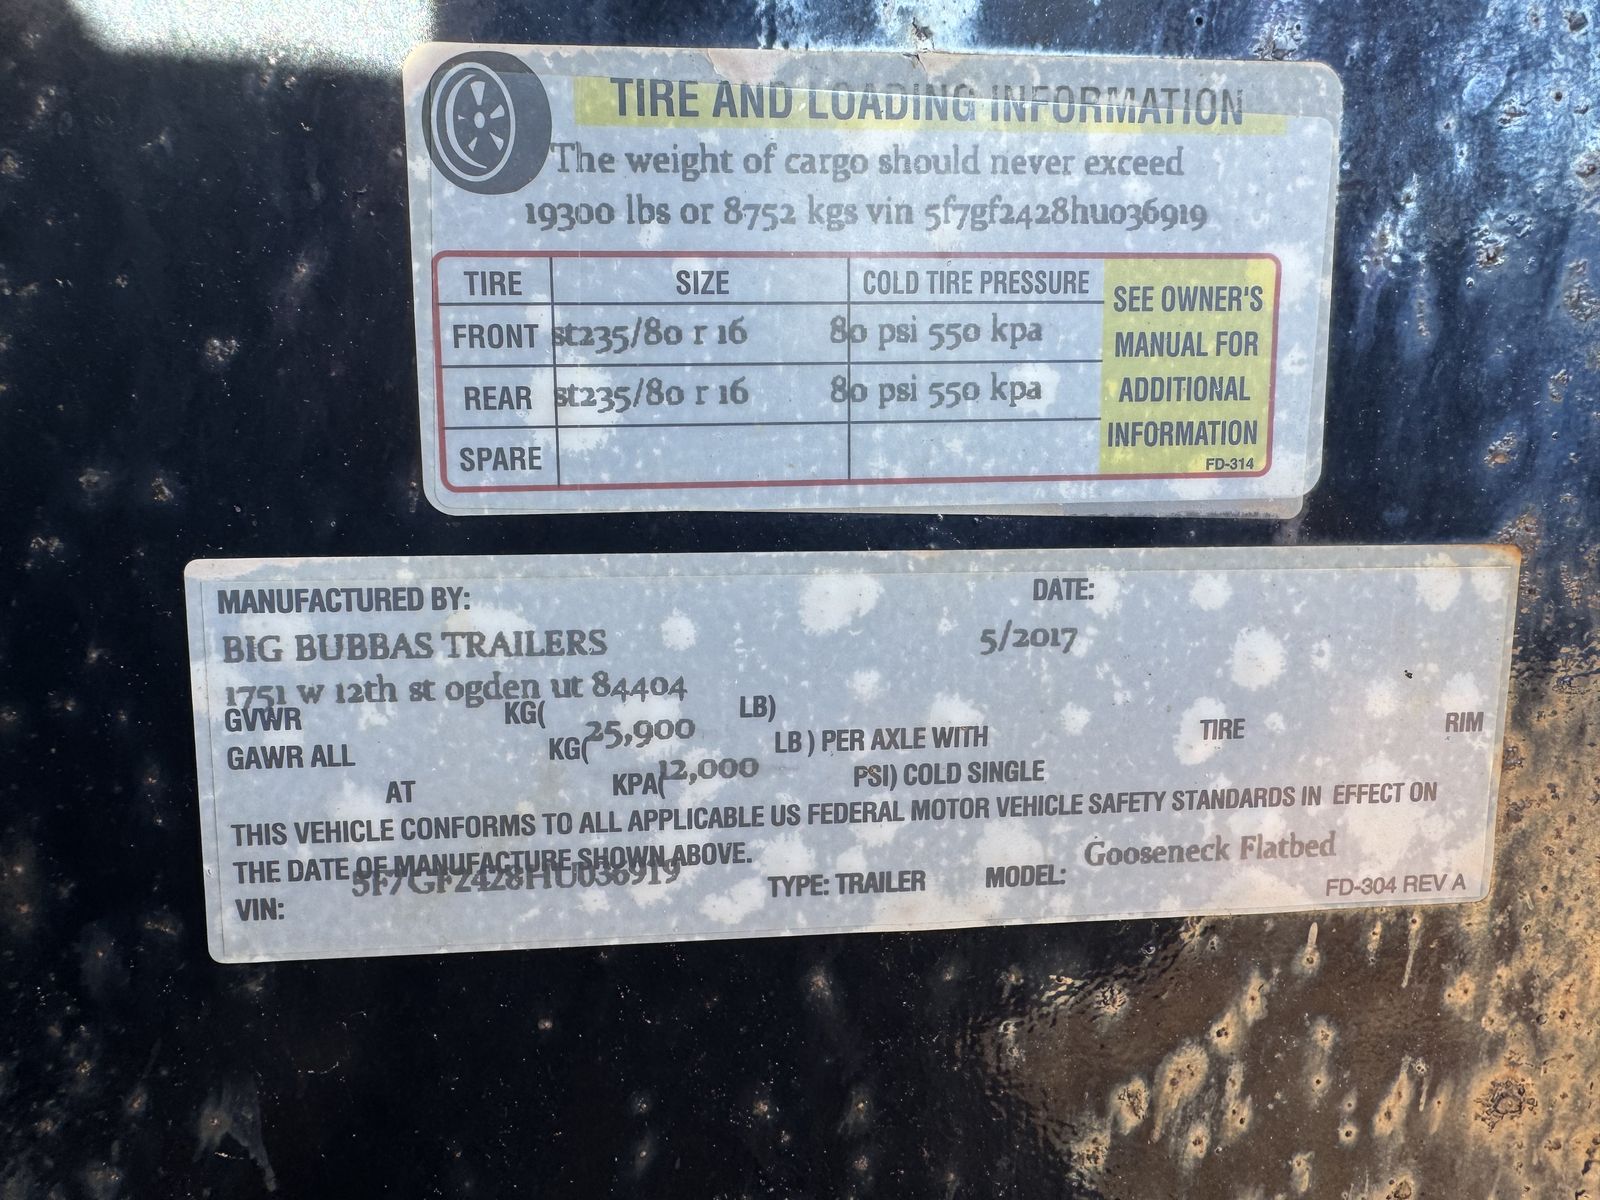 TIRE AND LOADING INFORMATION
The weight of cargo should never exceed
19300 lbs or 8752 kgs vin 5f7gf2428hu036919
TIRE SIZE COLD TIRE PRESSURE SEE OWNER'S
FRONT st235/80 r 16 80 psi 550 kpa MANUAL FOR
REAR st235/80 r 16 80 psi 550 kpa ADDITIONAL
INFORMATION
SPARE FD-314
MANUFACTURED BY: DATE:
BIG BUBBAS TRAILERS 5/2017
1751 w 12th st ogden ut 84404
GVWR KG( 25,900 LB)
GAWR ALL KG( 12,000 LB ) PER AXLE WITH TIRE RIM
AT KPA( PSI) COLD SINGLE
THIS VEHICLE CONFORMS TO ALL APPLICABLE US FEDERAL MOTOR VEHICLE SAFETY STANDARDS IN EFFECT ON
THE DATE OF MANUFACTURE SHOWN ABOVE.
VIN: 5F7GF2428HU036919 TYPE: TRAILER MODEL: Gooseneck Flatbed
FD-304 REV A